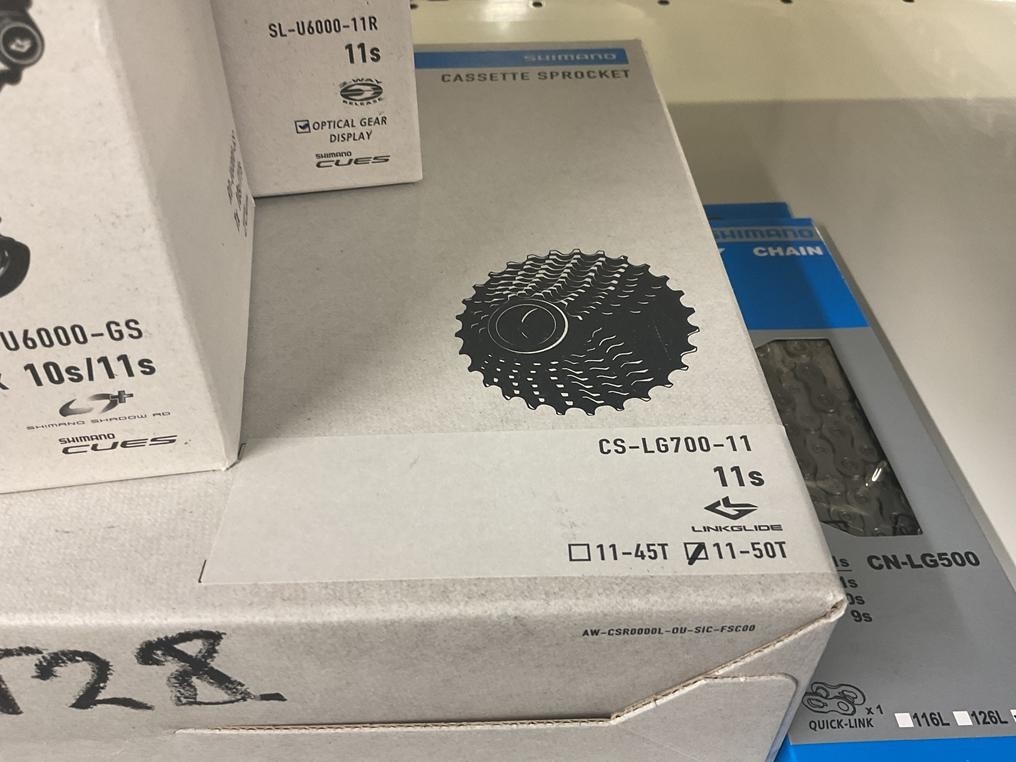 SL-U6000-11R
11s
2-WAY
RELEASE
☑ OPTICAL GEAR
DISPLAY
SHIMANO
CUES
SHIMANO
CASSETTE SPROCKET
U6000-GS
10s/11s
SHIMANO SHADOW RD
SHIMANO
CUES
CS-LG700-11
11s
LINKGLIDE
☐ 11-45T ☑ 11-50T
AW-CSR0000L-OU-SIC-FSC00
T28
SHIMANO
CHAIN
CN-LG500
9s
QUICK-LINK
x1
116L 126L